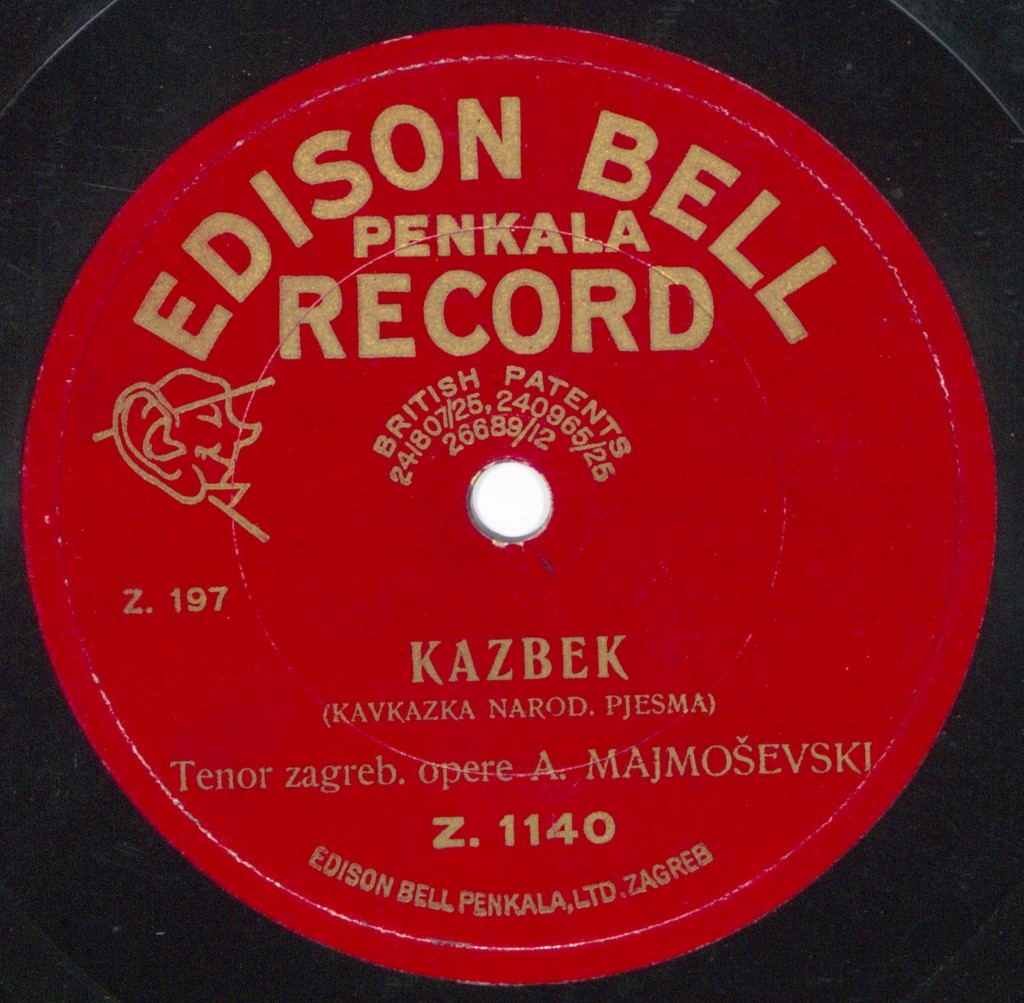 EDISON BELL
PENKALA
RECORD
BRITISH PATENTS
241807/25, 240965/25
26689/12
Z. 197
KAZBEK
(KAVKAZKA NAROD. PJESMA)
Tenor zagreb. opere A. MAJMOŠEVSKI
Z. 1140
EDISON BELL PENKALA, LTD. ZAGREB